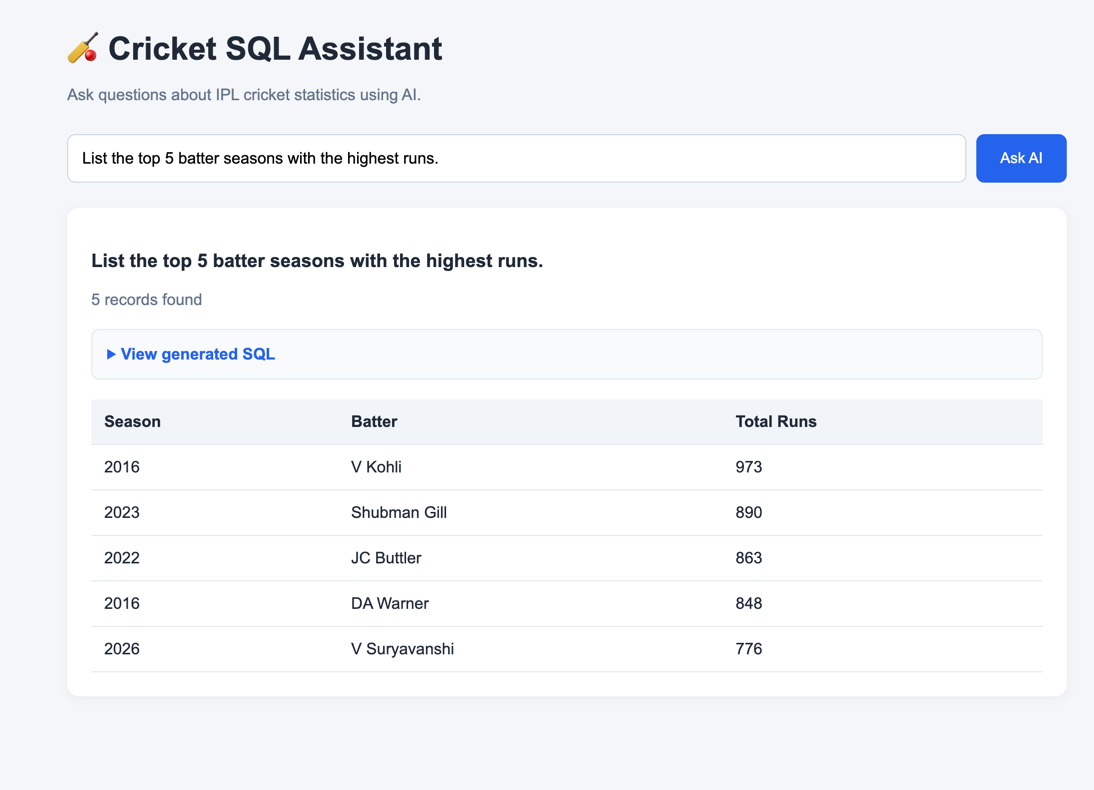 Cricket SQL Assistant
Ask questions about IPL cricket statistics using AI.
List the top 5 batter seasons with the highest runs.
Ask AI
List the top 5 batter seasons with the highest runs.
5 records found
View generated SQL
Season Batter Total Runs
2016 V Kohli 973
2023 Shubman Gill 890
2022 JC Buttler 863
2016 DA Warner 848
2026 V Suryavanshi 776